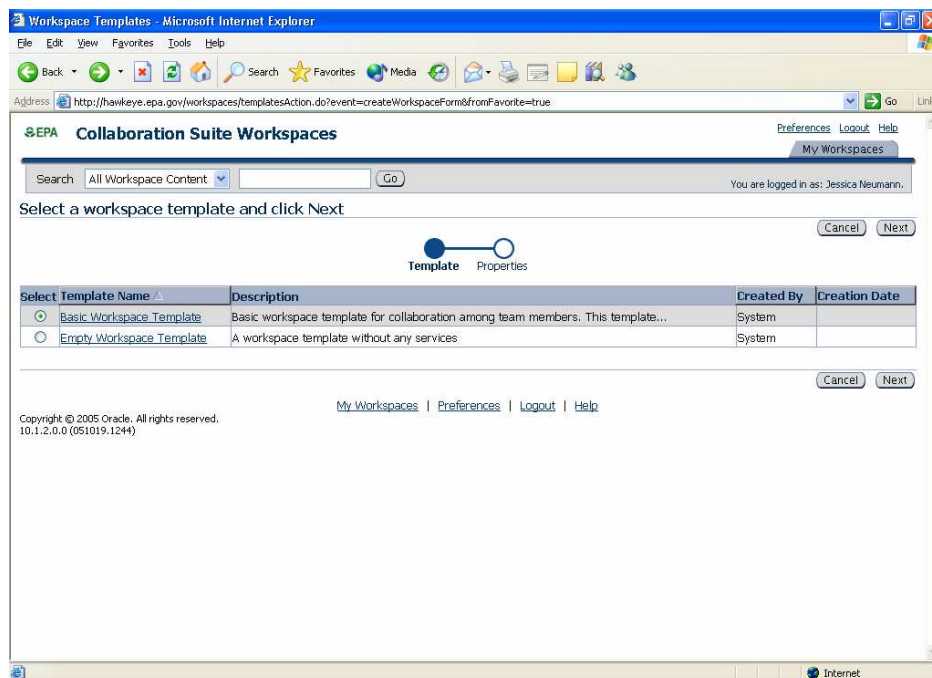 Workspace Templates - Microsoft Internet Explorer
File Edit View Favorites Tools Help
Back Search Favorites Media
Address http://hawkeye.epa.gov/workspaces/templatesAction.do?event=createWorkspaceForm&fromFavorite=true Go
EPA Collaboration Suite Workspaces Preferences Logout Help
My Workspaces
Search All Workspace Content Go You are logged in as: Jessica Neumann.
Select a workspace template and click Next
Cancel Next
Template Properties
Select Template Name Description Created By Creation Date
Basic Workspace Template Basic workspace template for collaboration among team members. This template... System
Empty Workspace Template A workspace template without any services System
Cancel Next
My Workspaces | Preferences | Logout | Help
Copyright © 2005 Oracle. All rights reserved.
10.1.2.0.0 (051019.1244)
Internet